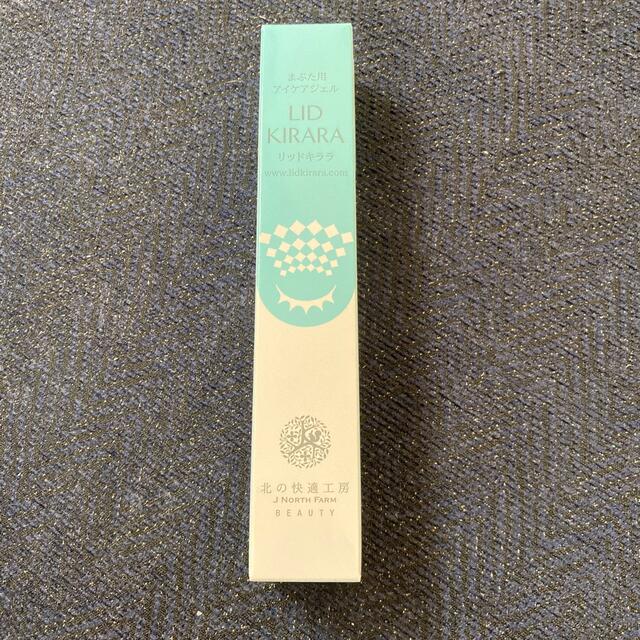 まぶた用
アイケアジェル
LID
KIRARA
リッドキララ
www.lidkirara.com
北の快適工房
J NORTH FARM
BEAUTY